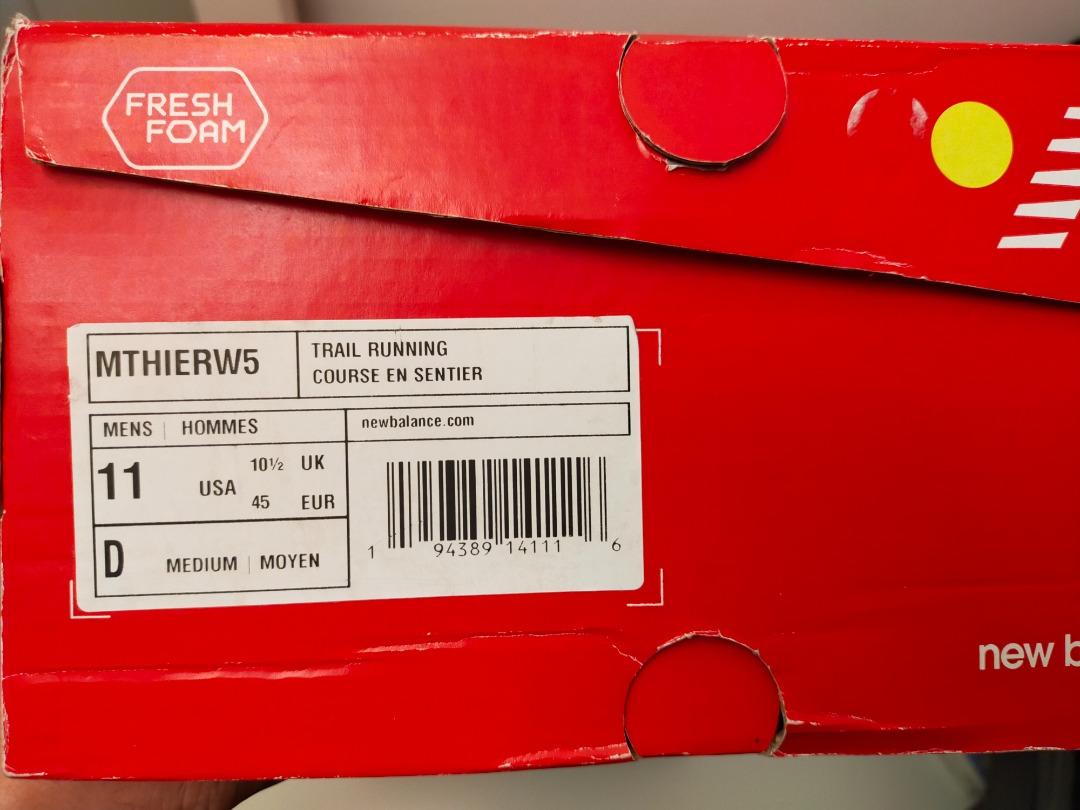 FRESH
FOAM
MTHIERW5
TRAIL RUNNING
COURSE EN SENTIER
MENS | HOMMES
newbalance.com
11 USA
10½ UK
45 EUR
D MEDIUM | MOYEN
1 94389 14111 6
new b